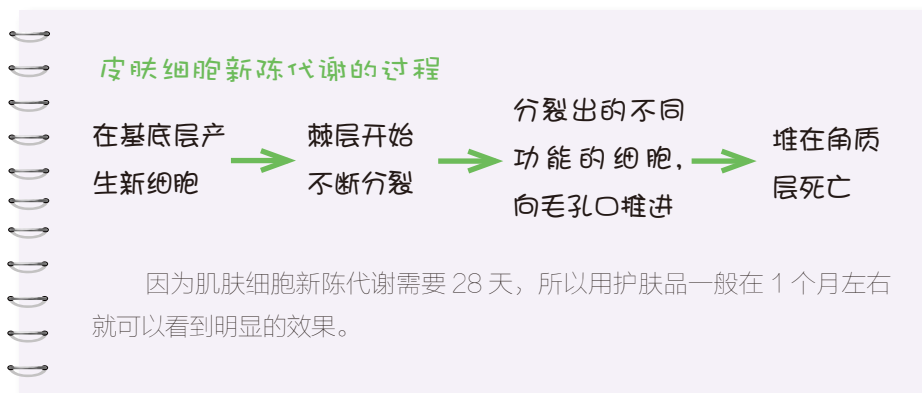 皮肤细胞新陈代谢的过程
在基底层产
生新细胞
棘层开始
不断分裂
分裂出的不同
功能的细胞,
向毛孔口推进
堆在角质
层死亡
因为肌肤细胞新陈代谢需要 28 天，所以用护肤品一般在 1 个月左右
就可以看到明显的效果。